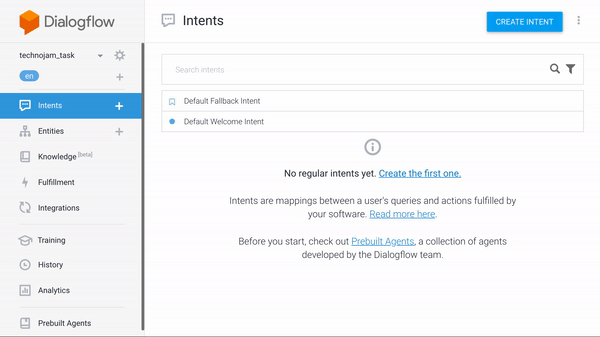 Dialogflow
technojam_task
en
Intents
Entities
Knowledge [beta]
Fulfillment
Integrations
Training
History
Analytics
Prebuilt Agents
Intents
CREATE INTENT
Search intents
Default Fallback Intent
Default Welcome Intent
No regular intents yet. Create the first one.
Intents are mappings between a user's queries and actions fulfilled by
your software. Read more here.
Before you start, check out Prebuilt Agents, a collection of agents
developed by the Dialogflow team.